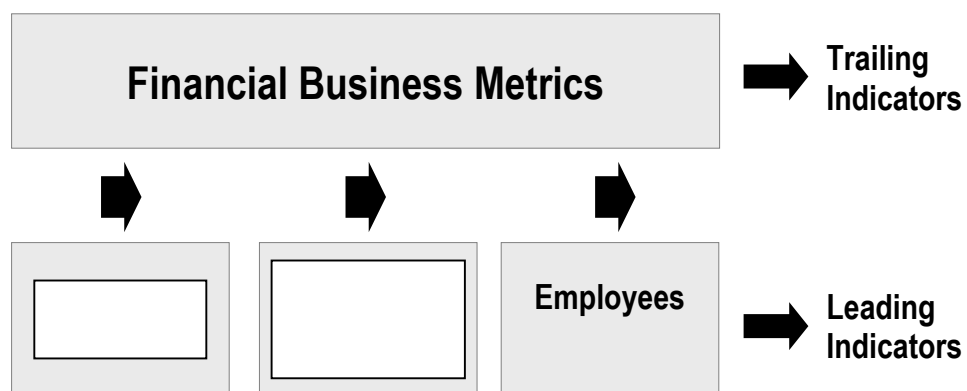 Financial Business Metrics
Trailing
Indicators
Employees
Leading
Indicators